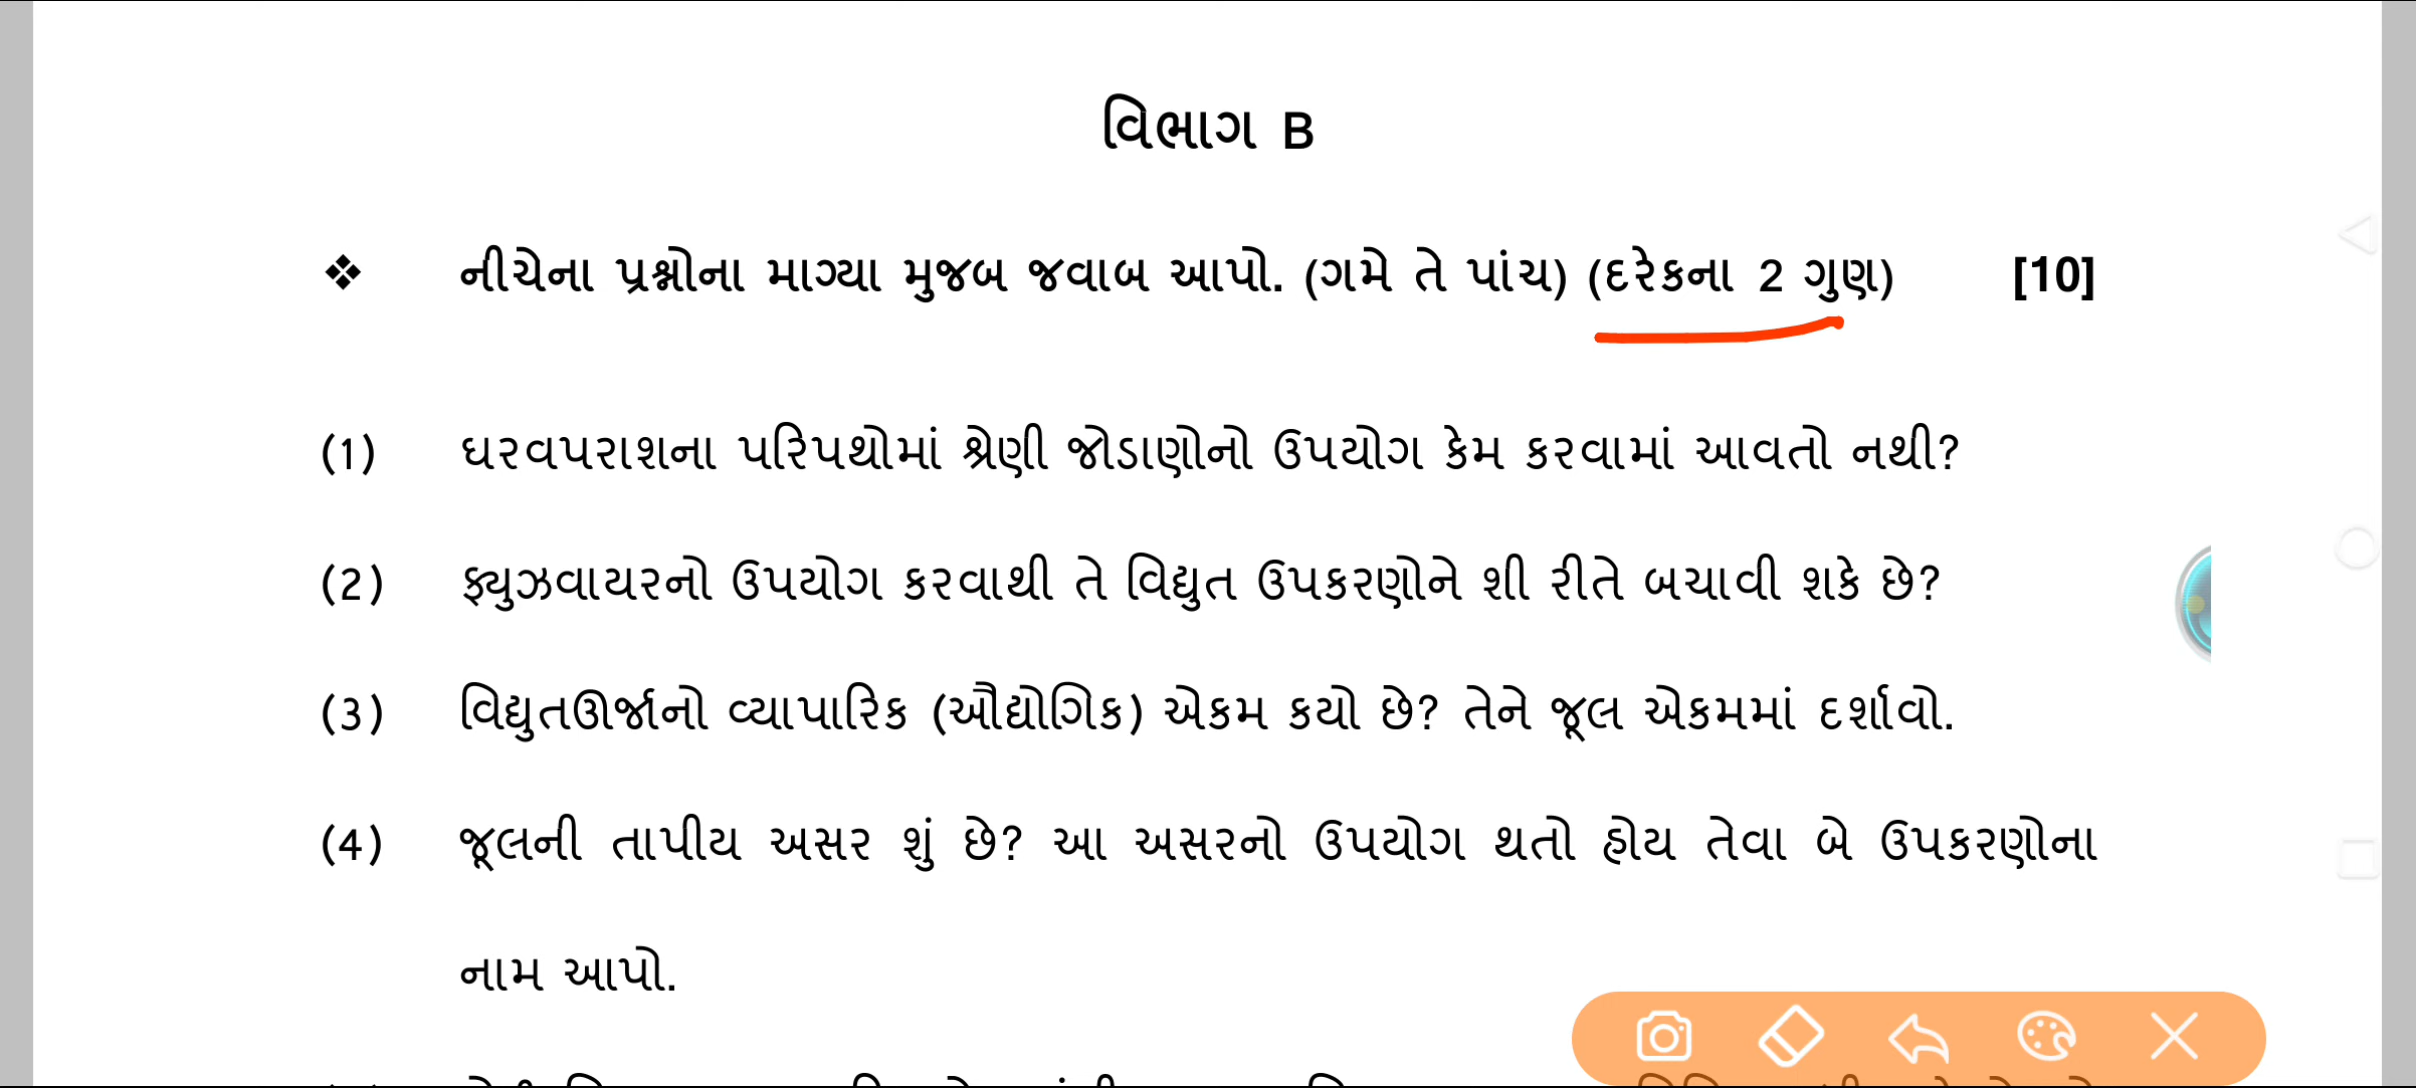 વિભાગ B
❖ નીચેના પ્રશ્નોના માગ્યા મુજબ જવાબ આપો. (ગમે તે પાંચ) (દરેકના 2 ગુણ) [10]
(1) ઘરવપરાશના પરિપથોમાં શ્રેણી જોડાણોનો ઉપયોગ કેમ કરવામાં આવતો નથી?
(2) ફ્યુઝવાયરનો ઉપયોગ કરવાથી તે વિદ્યુત ઉપકરણોને શી રીતે બચાવી શકે છે?
(3) વિદ્યુતઊર્જાનો વ્યાપારિક (ઔદ્યોગિક) એકમ કયો છે? તેને જૂલ એકમમાં દર્શાવો.
(4) જૂલની તાપીય અસર શું છે? આ અસરનો ઉપયોગ થતો હોય તેવા બે ઉપકરણોના
નામ આપો.